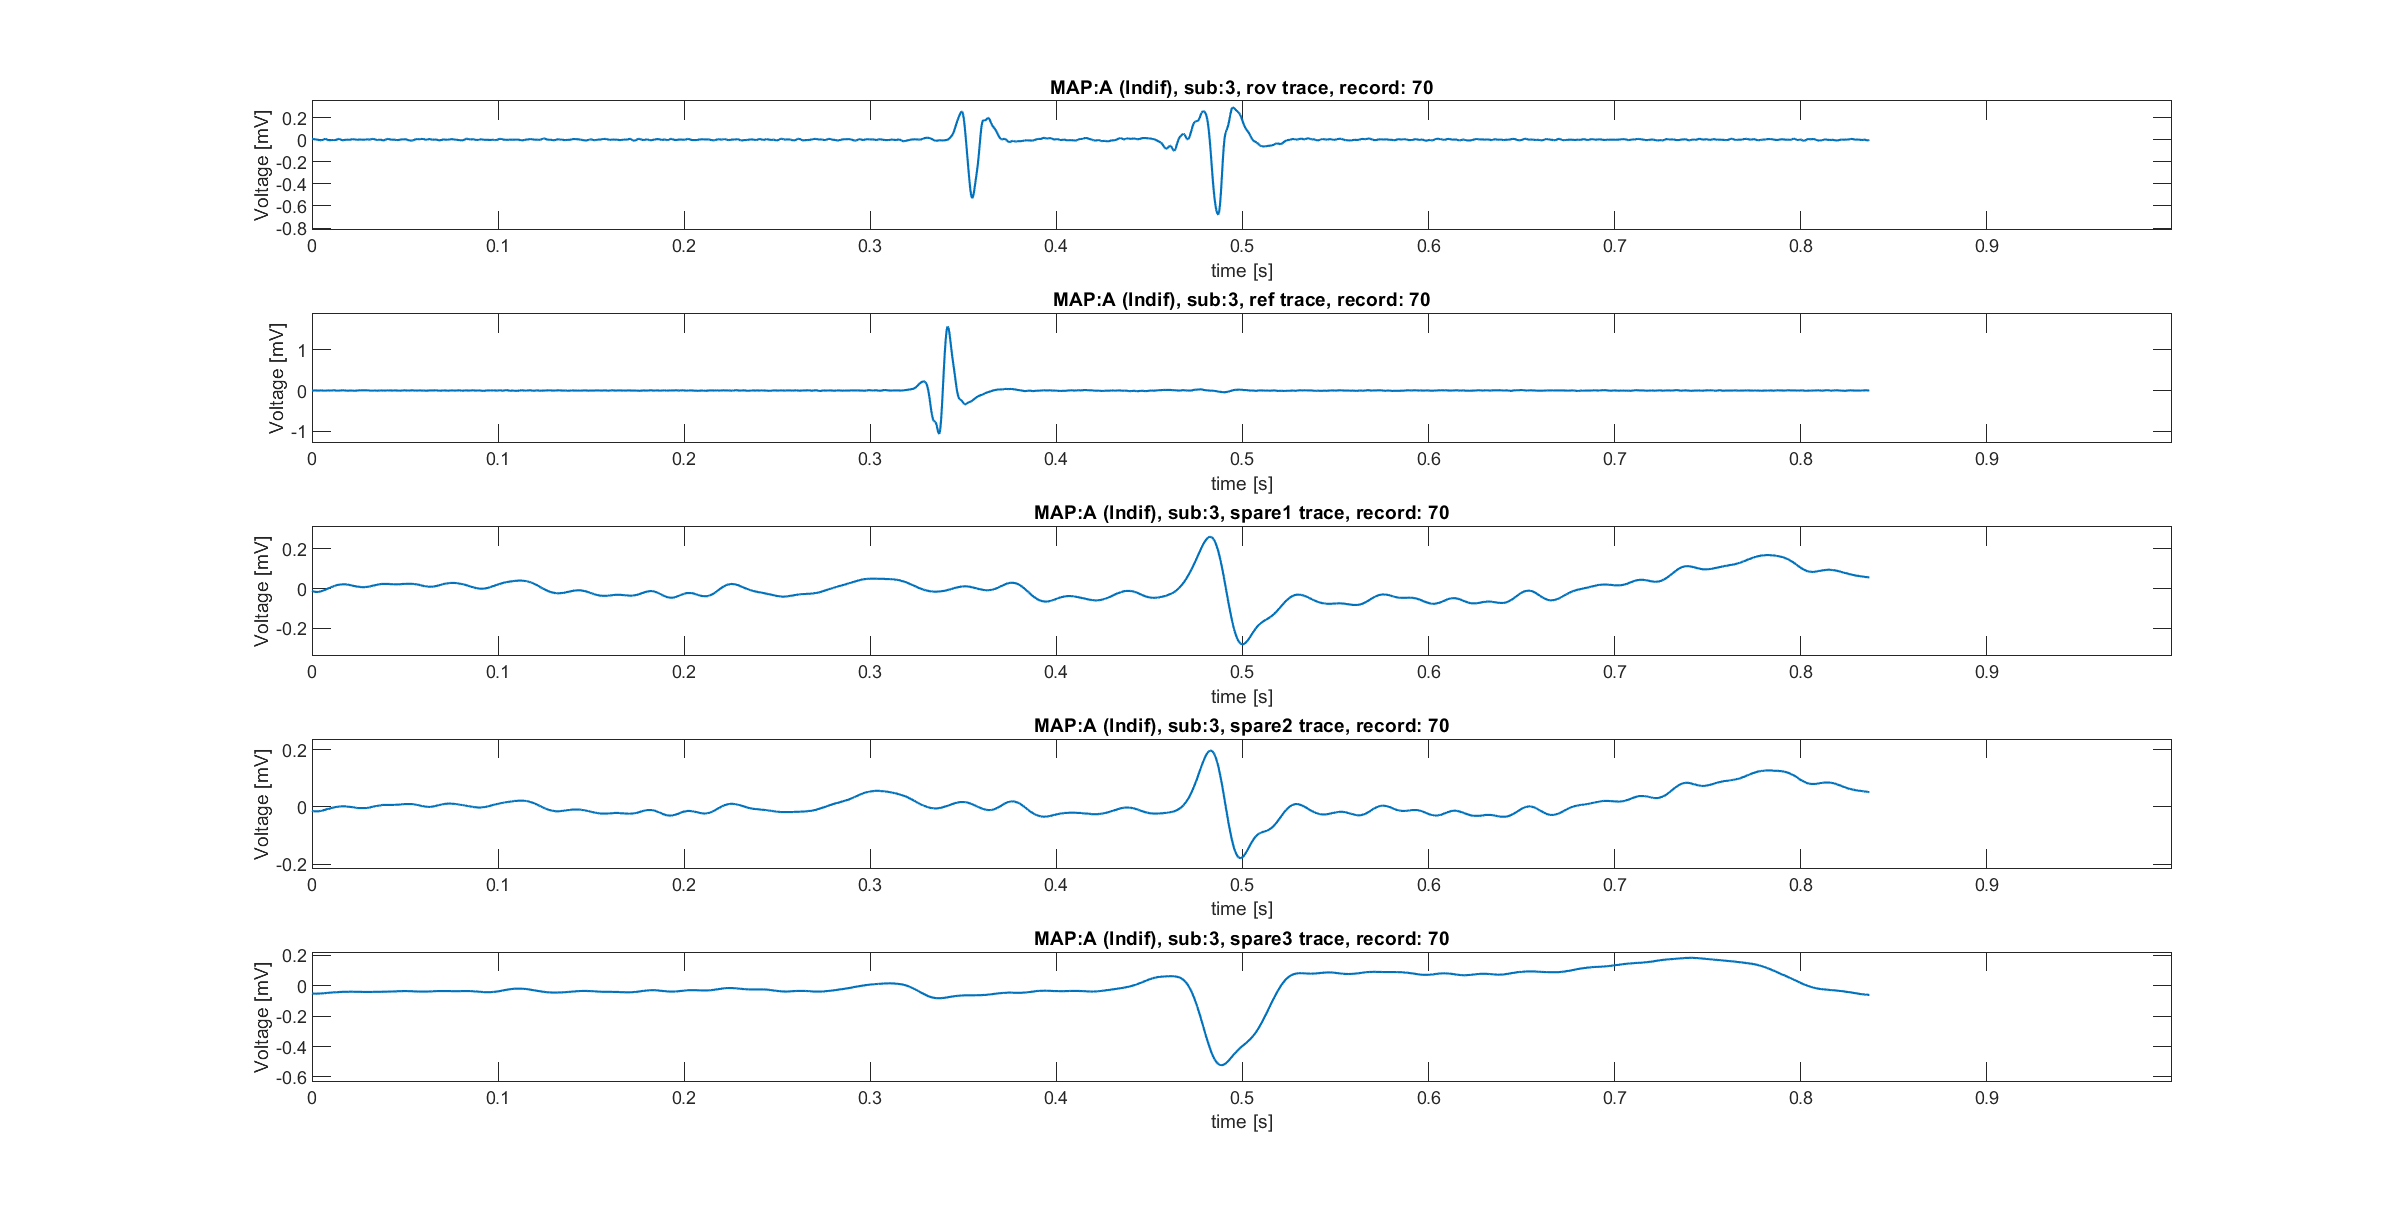 MAP:A (Indif), sub:3, rov trace, record: 70
Voltage [mV]
0.2
0
-0.2
-0.4
-0.6
-0.8
0 0.1 0.2 0.3 0.4 0.5 0.6 0.7 0.8 0.9
time [s]
MAP:A (Indif), sub:3, ref trace, record: 70
Voltage [mV]
1
0
-1
0 0.1 0.2 0.3 0.4 0.5 0.6 0.7 0.8 0.9
time [s]
MAP:A (Indif), sub:3, spare1 trace, record: 70
Voltage [mV]
0.2
0
-0.2
0 0.1 0.2 0.3 0.4 0.5 0.6 0.7 0.8 0.9
time [s]
MAP:A (Indif), sub:3, spare2 trace, record: 70
Voltage [mV]
0.2
0
-0.2
0 0.1 0.2 0.3 0.4 0.5 0.6 0.7 0.8 0.9
time [s]
MAP:A (Indif), sub:3, spare3 trace, record: 70
Voltage [mV]
0.2
0
-0.2
-0.4
-0.6
0 0.1 0.2 0.3 0.4 0.5 0.6 0.7 0.8 0.9
time [s]